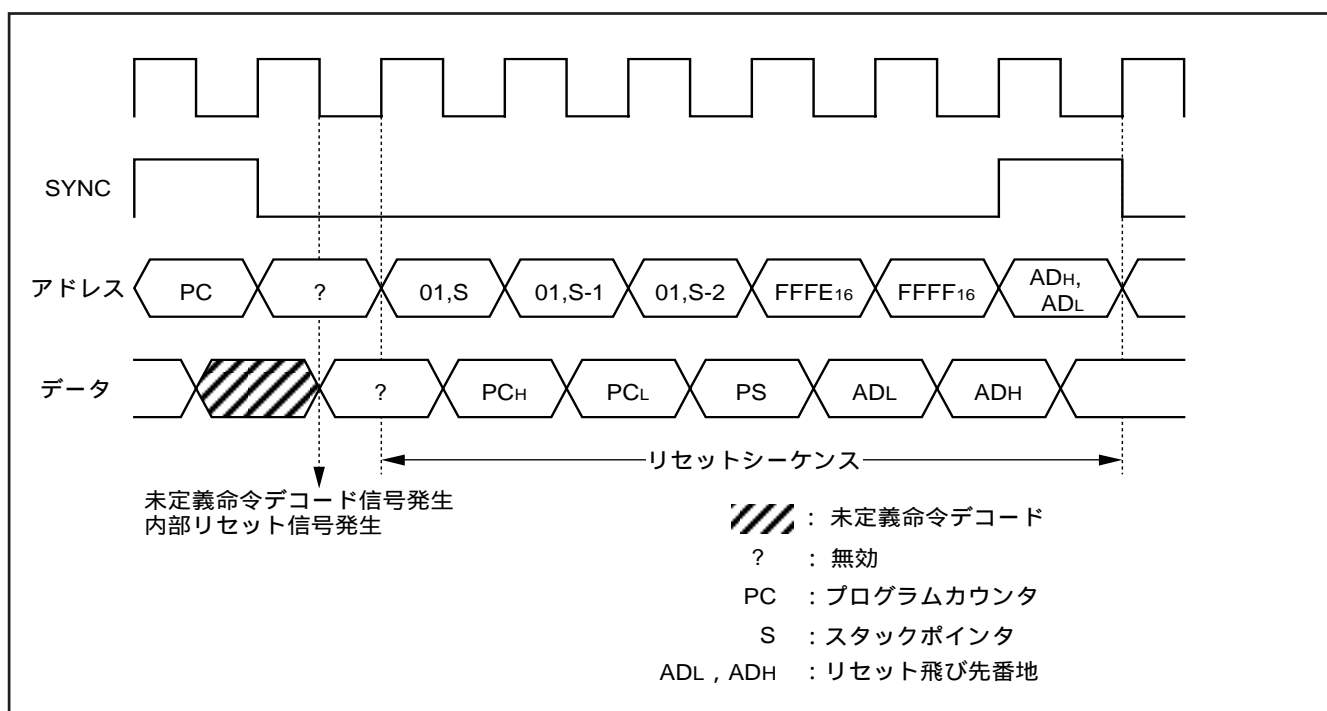 SYNC
アドレス PC ? 01,S 01,S-1 01,S-2 FFFE16 FFFF16 ADH, ADL
データ ? PCH PCL PS ADL ADH
リセットシーケンス
未定義命令デコード信号発生
内部リセット信号発生
: 未定義命令デコード
? : 無効
PC : プログラムカウンタ
S : スタックポインタ
ADL , ADH : リセット飛び先番地